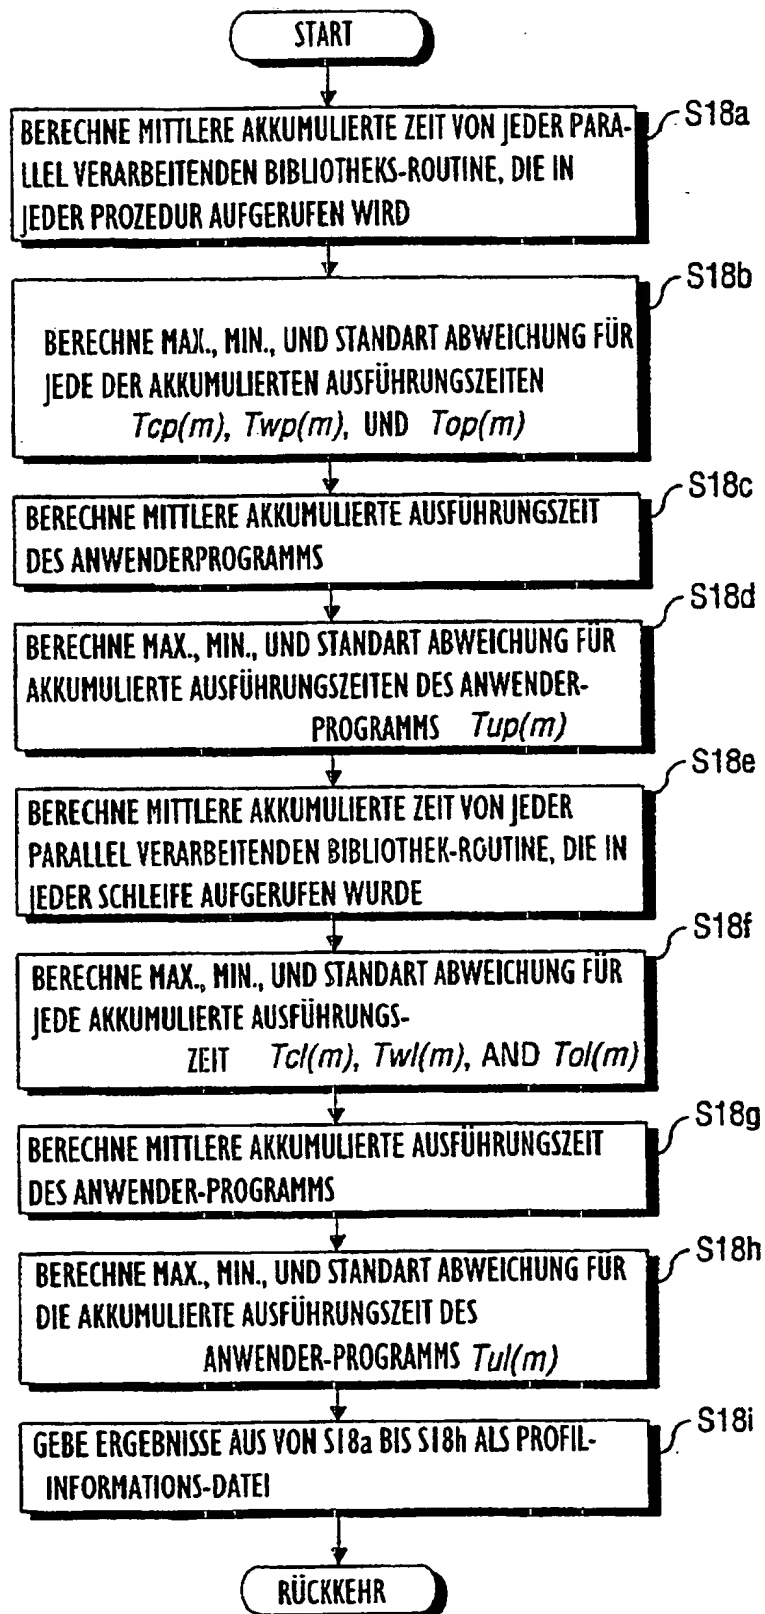 START
BERECHNE MITTLERE AKKUMULIERTE ZEIT VON JEDER PARA-
LLEL VERARBEITENDEN BIBLIOTHEKS-ROUTINE, DIE IN
JEDER PROZEDUR AUFGERUFEN WIRD
S18a
BERECHNE MAX., MIN., UND STANDART ABWEICHUNG FÜR
JEDE DER AKKUMULIERTEN AUSFÜHRUNGSZEITEN
Tcp(m), Twp(m), UND Top(m)
S18b
BERECHNE MITTLERE AKKUMULIERTE AUSFÜHRUNGSZEIT
DES ANWENDERPROGRAMMS
S18c
BERECHNE MAX., MIN., UND STANDART ABWEICHUNG FÜR
AKKUMULIERTE AUSFÜHRUNGSZEITEN DES ANWENDER-
PROGRAMMS Tup(m)
S18d
BERECHNE MITTLERE AKKUMULIERTE ZEIT VON JEDER
PARALLEL VERARBEITENDEN BIBLIOTHEK-ROUTINE, DIE IN
JEDER SCHLEIFE AUFGERUFEN WURDE
S18e
BERECHNE MAX., MIN., UND STANDART ABWEICHUNG FÜR
JEDE AKKUMULIERTE AUSFÜHRUNGS-
ZEIT Tcl(m), Twl(m), AND Tol(m)
S18f
BERECHNE MITTLERE AKKUMULIERTE AUSFÜHRUNGSZEIT
DES ANWENDER-PROGRAMMS
S18g
BERECHNE MAX., MIN., UND STANDART ABWEICHUNG FÜR
DIE AKKUMULIERTE AUSFÜHRUNGSZEIT DES
ANWENDER-PROGRAMMS Tul(m)
S18h
GEBE ERGEBNISSE AUS VON S18a BIS S18h ALS PROFIL-
INFORMATIONS-DATEI
S18i
RÜCKKEHR